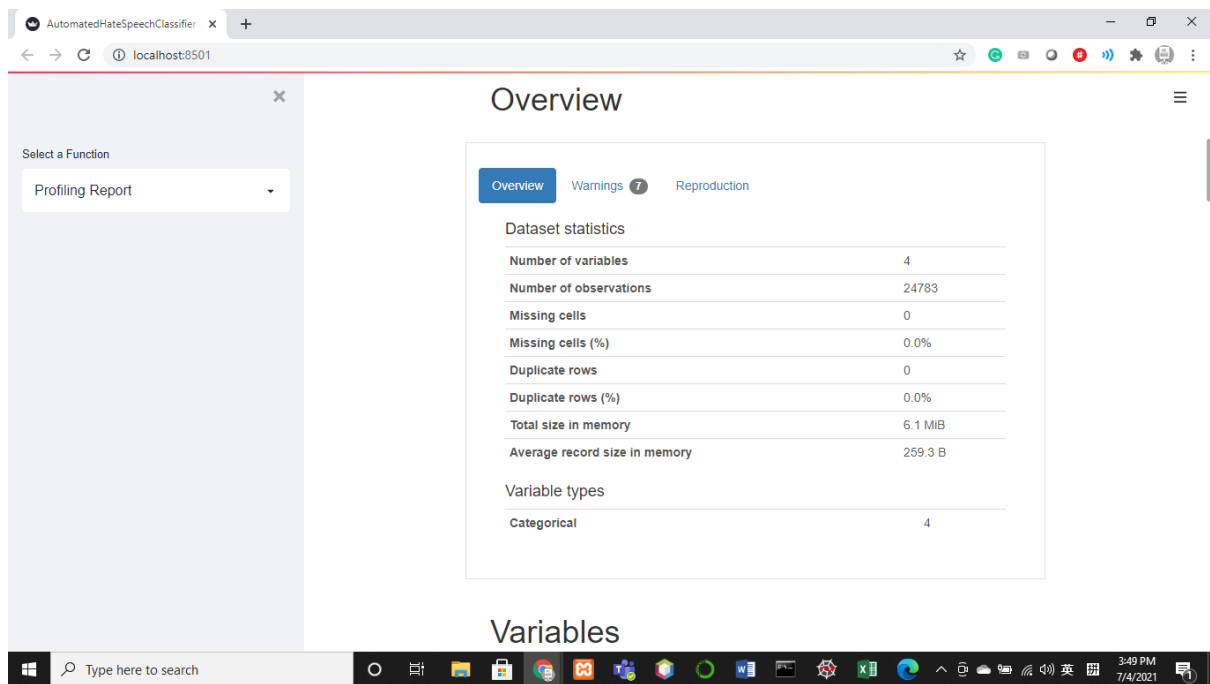 AutomatedHateSpeechClassifier
localhost:8501
Select a Function
Profiling Report
Overview
Overview Warnings 7 Reproduction
Dataset statistics
Number of variables 4
Number of observations 24783
Missing cells 0
Missing cells (%) 0.0%
Duplicate rows 0
Duplicate rows (%) 0.0%
Total size in memory 6.1 MiB
Average record size in memory 259.3 B
Variable types
Categorical 4
Variables
Type here to search
英
拼
3:49 PM
7/4/2021